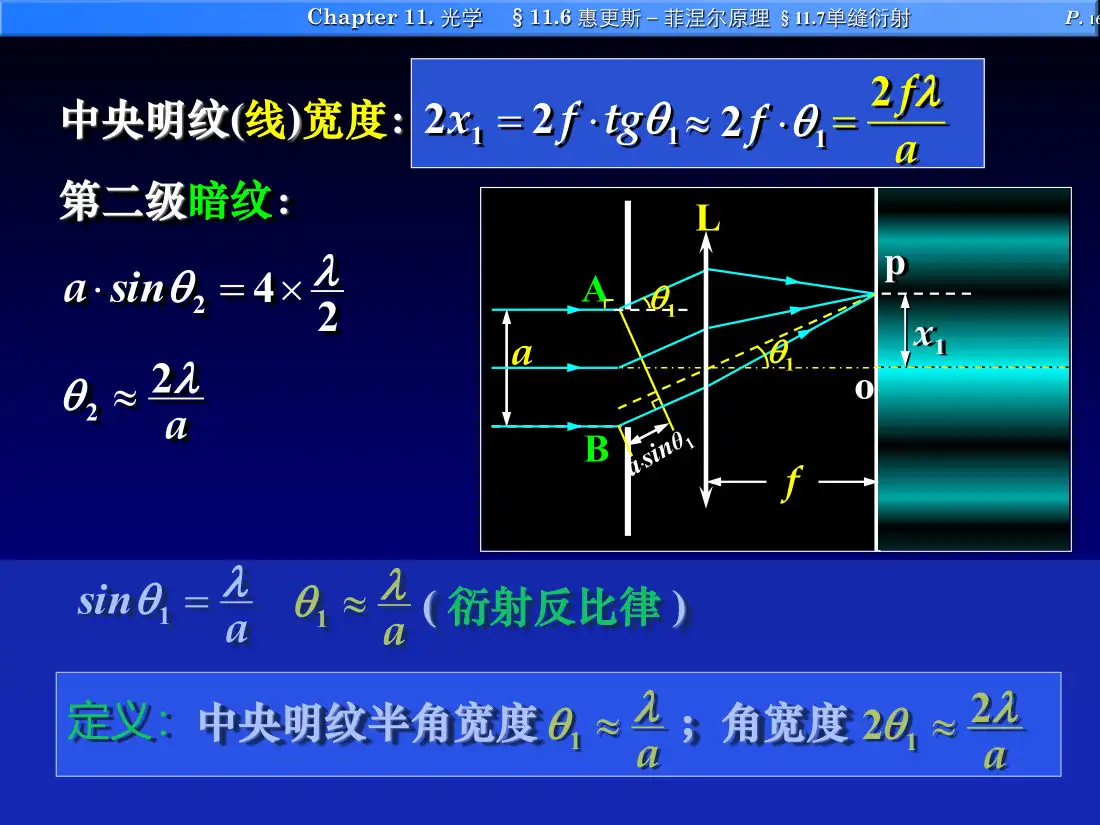 Chapter 11. 光学 §11.6 惠更斯－菲涅尔原理 §11.7单缝衍射 P. 16
中央明纹(线)宽度: 2x₁ = 2f·tgθ₁ ≈ 2f·θ₁ = 2fλ/a
第二级暗纹:
a·sinθ₂ = 4×λ/2
θ₂ ≈ 2λ/a
L
p
A
θ₁
x₁
a
θ₁
o
B
a·sinθ₁
f
sinθ₁ = λ/a θ₁ ≈ λ/a ( 衍射反比律 )
定义: 中央明纹半角宽度 θ₁ ≈ λ/a ; 角宽度 2θ₁ ≈ 2λ/a